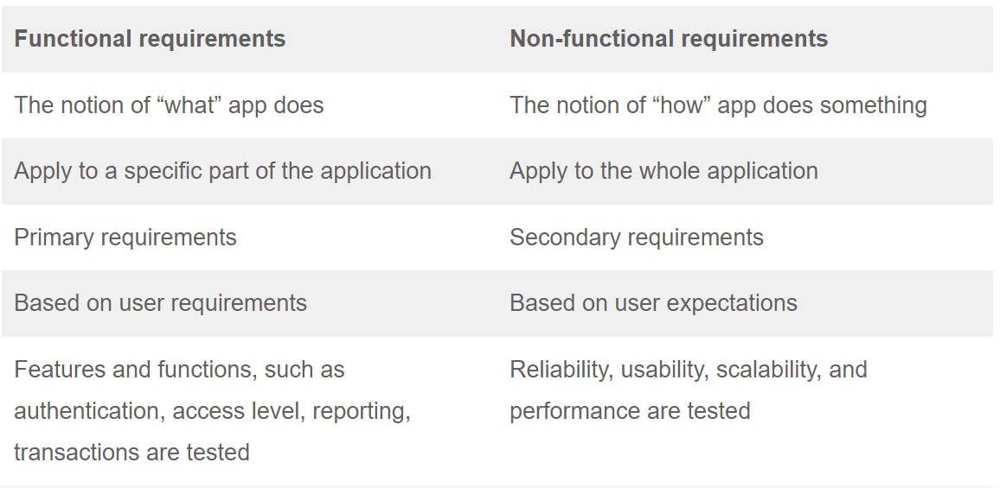 Functional requirements
Non-functional requirements
The notion of “what” app does
The notion of “how” app does something
Apply to a specific part of the application
Apply to the whole application
Primary requirements
Secondary requirements
Based on user requirements
Based on user expectations
Features and functions, such as
authentication, access level, reporting,
transactions are tested
Reliability, usability, scalability, and
performance are tested